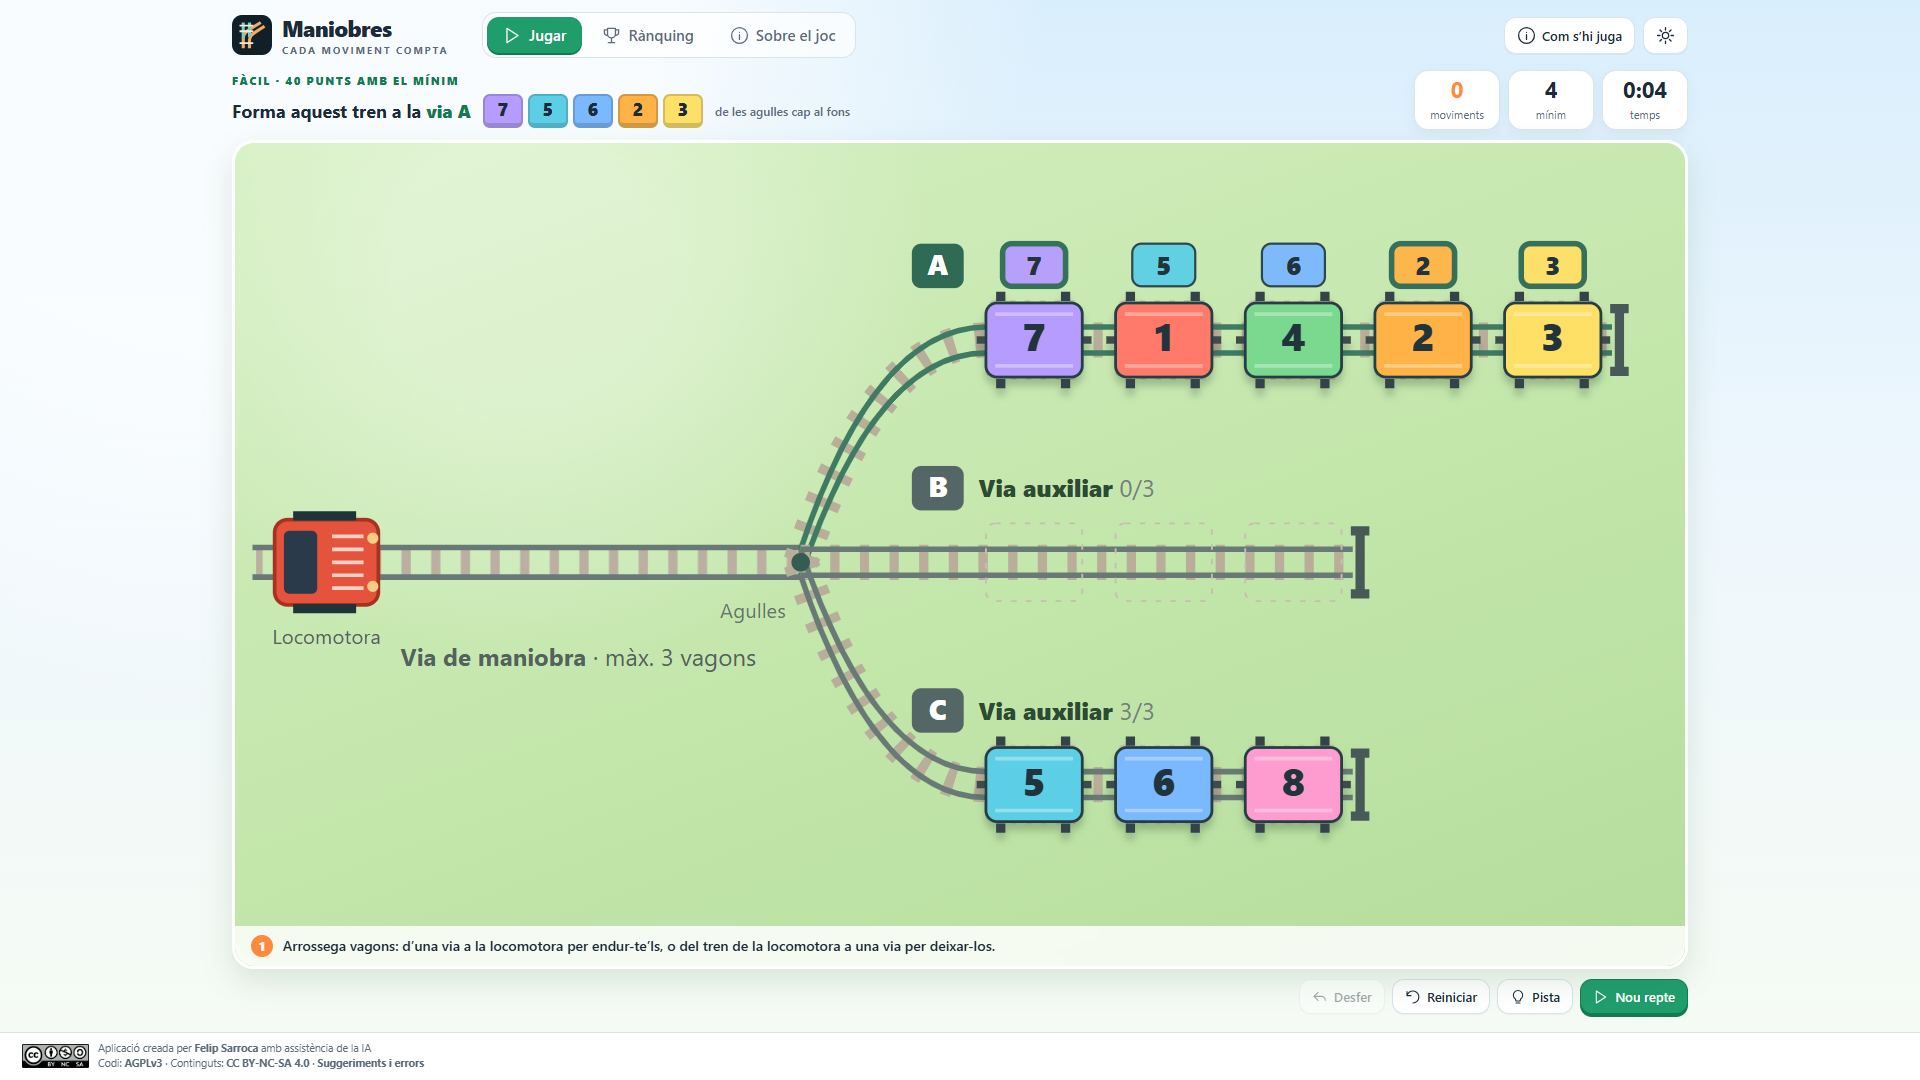 Maniobres
CADA MOVIMENT COMPTA
Jugar
Rànquing
Sobre el joc
Com s'hi juga
FÀCIL · 40 PUNTS AMB EL MÍNIM
Forma aquest tren a la via A 7 5 6 2 3 de les agulles cap al fons
0 moviments
4 mínim
0:04 temps
A 7 5 6 2 3
7 1 4 2 3
B Via auxiliar 0/3
Agulles
Locomotora
Via de maniobra · màx. 3 vagons
C Via auxiliar 3/3
5 6 8
1 Arrossega vagons: d'una via a la locomotora per endur-te'ls, o del tren de la locomotora a una via per deixar-los.
Desfer
Reiniciar
Pista
Nou repte
CC BY NC SA
Aplicació creada per Felip Sarroca amb assistència de la IA
Codi: AGPLv3 · Continguts: CC BY-NC-SA 4.0 · Suggeriments i errors